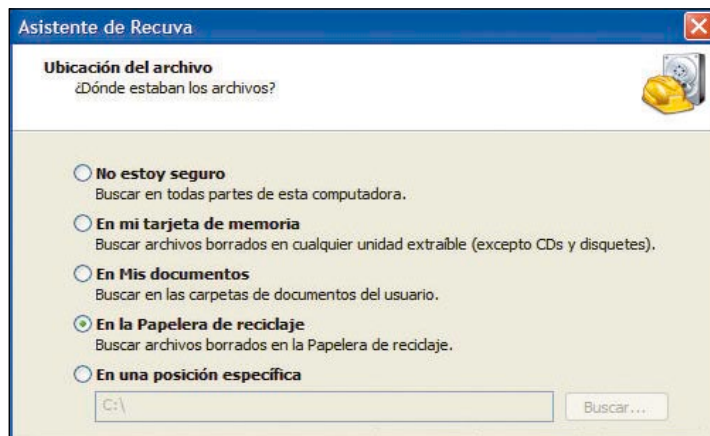 Asistente de Recuva
Ubicación del archivo
¿Dónde estaban los archivos?
No estoy seguro
Buscar en todas partes de esta computadora.
En mi tarjeta de memoria
Buscar archivos borrados en cualquier unidad extraíble (excepto CDs y disquetes).
En Mis documentos
Buscar en las carpetas de documentos del usuario.
En la Papelera de reciclaje
Buscar archivos borrados en la Papelera de reciclaje.
En una posición específica
C:\
Buscar...